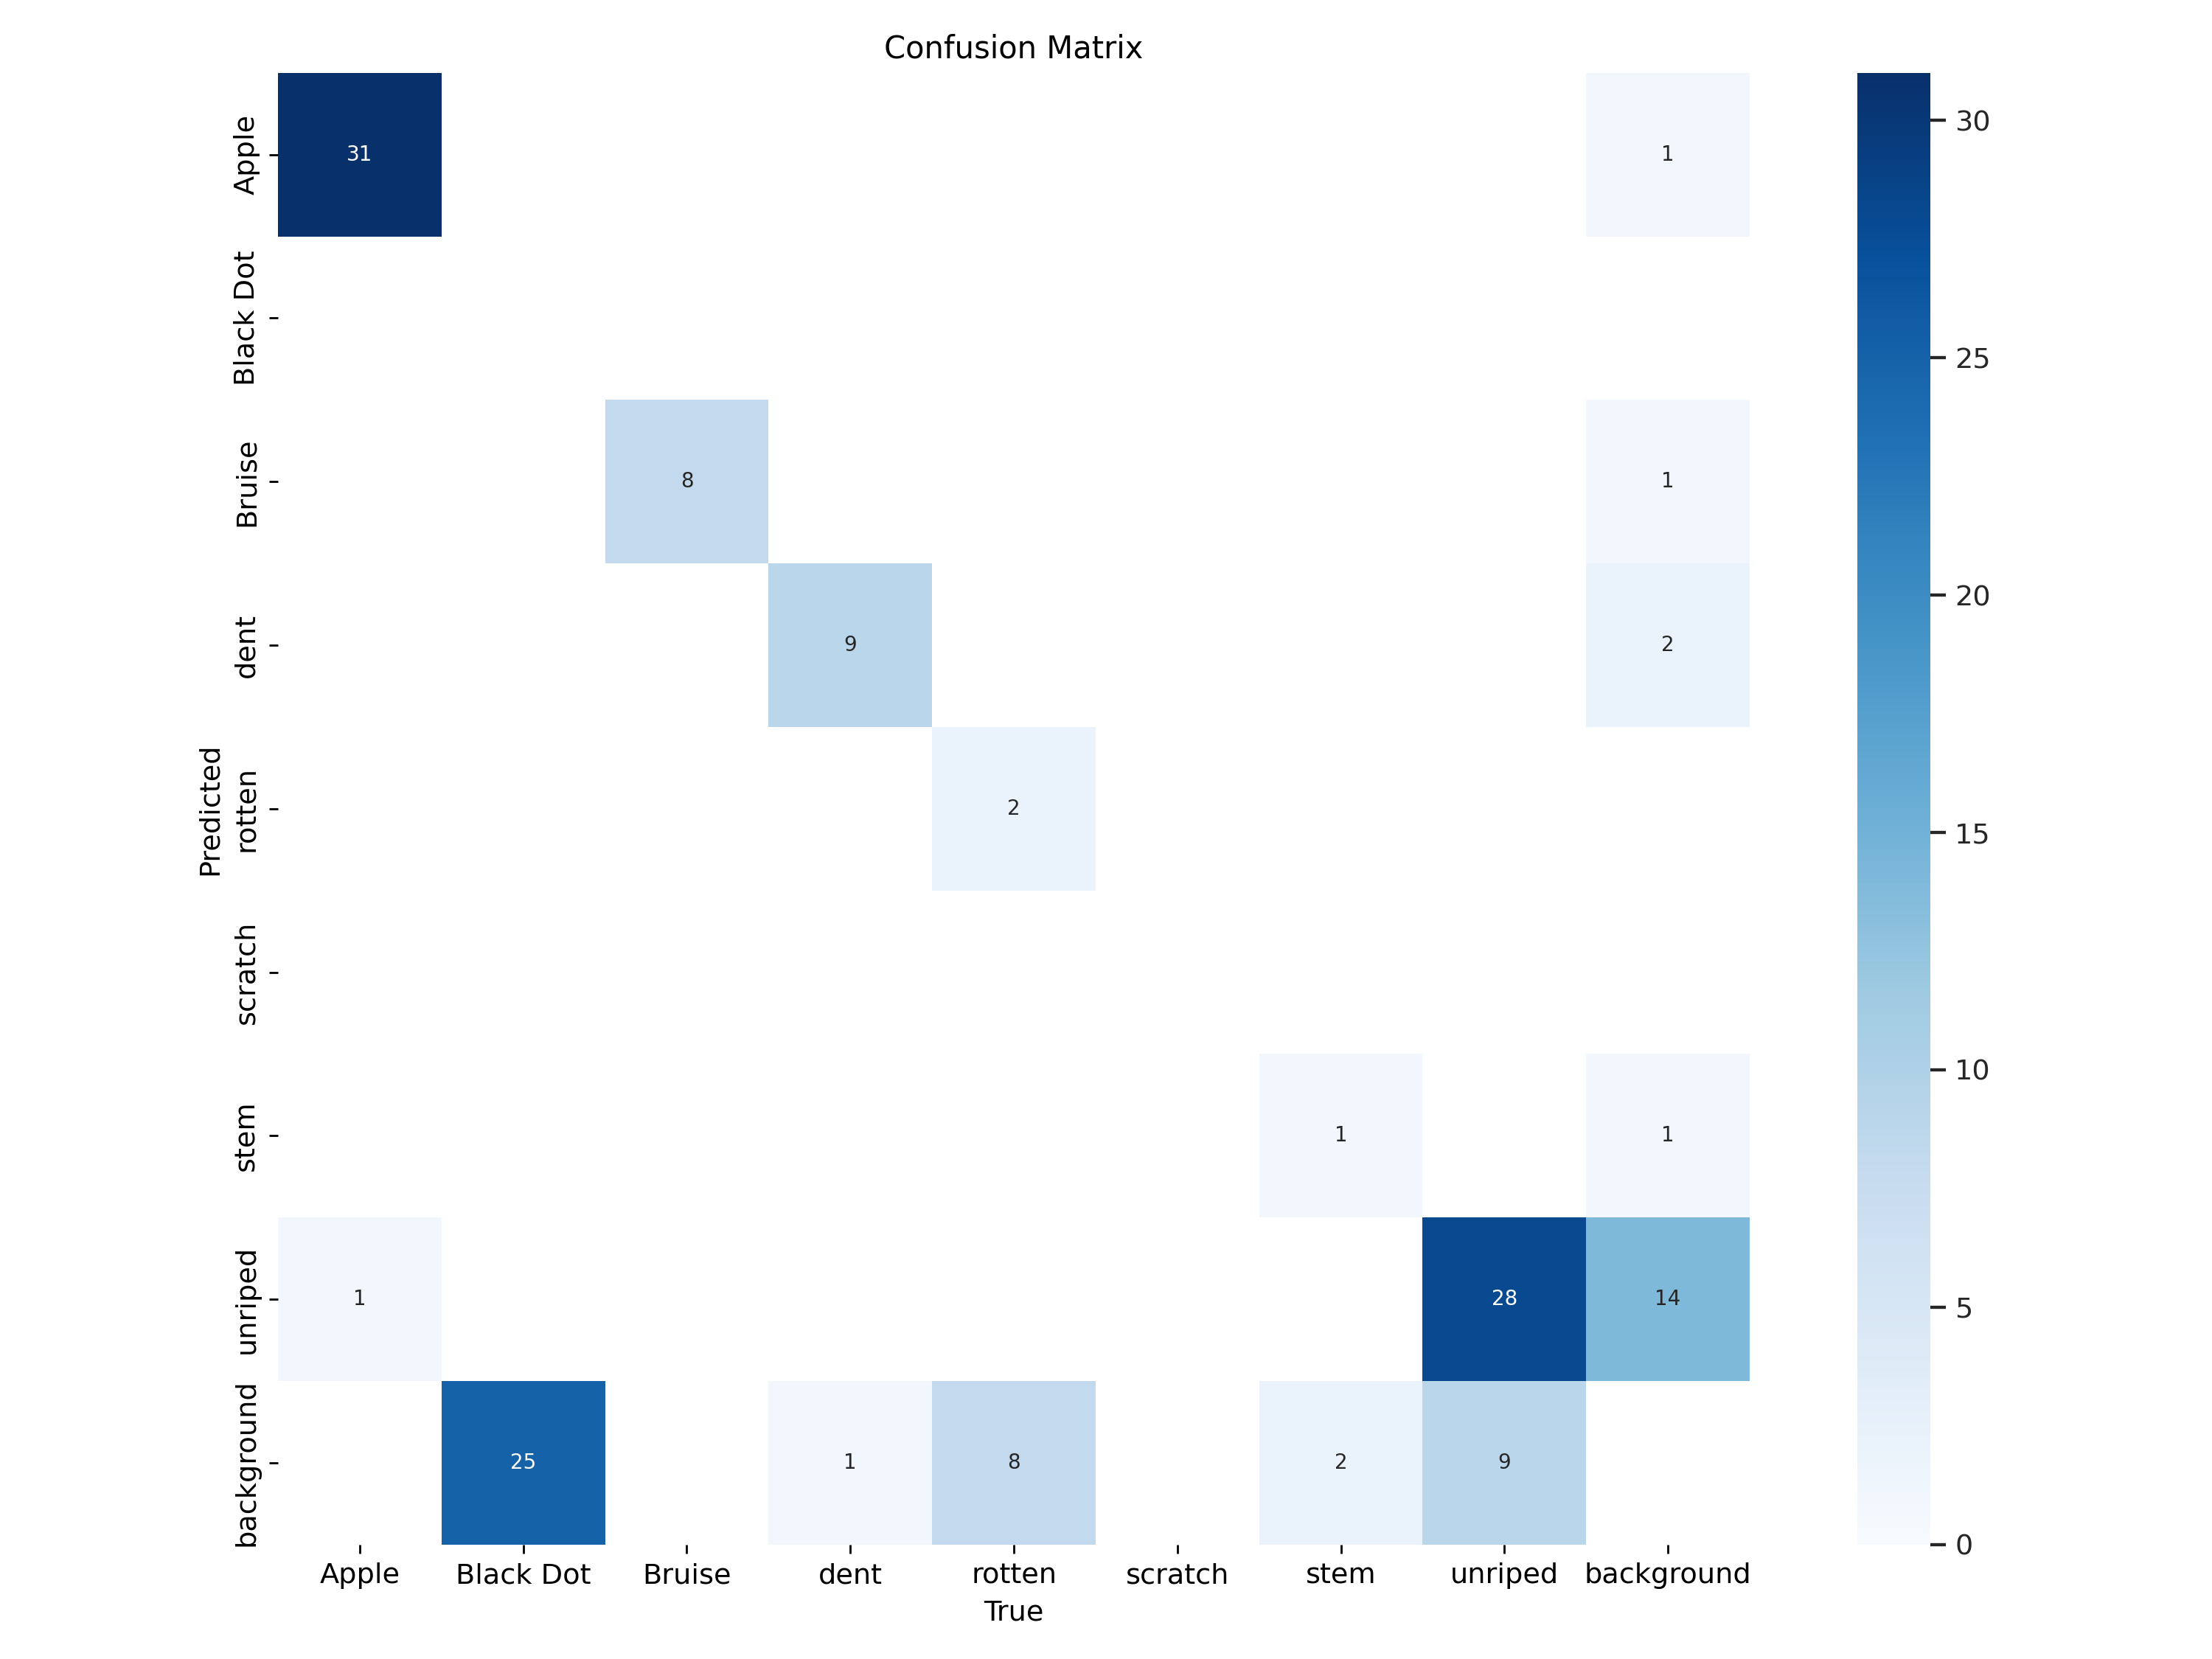 Confusion Matrix
Apple
31
1
30
Black Dot
25
Bruise
8
1
dent
9
2
20
Predicted
rotten
2
15
scratch
10
stem
1
1
unriped
1
28
14
5
background
25
1
8
2
9
0
Apple Black Dot Bruise dent rotten scratch stem unriped background
True